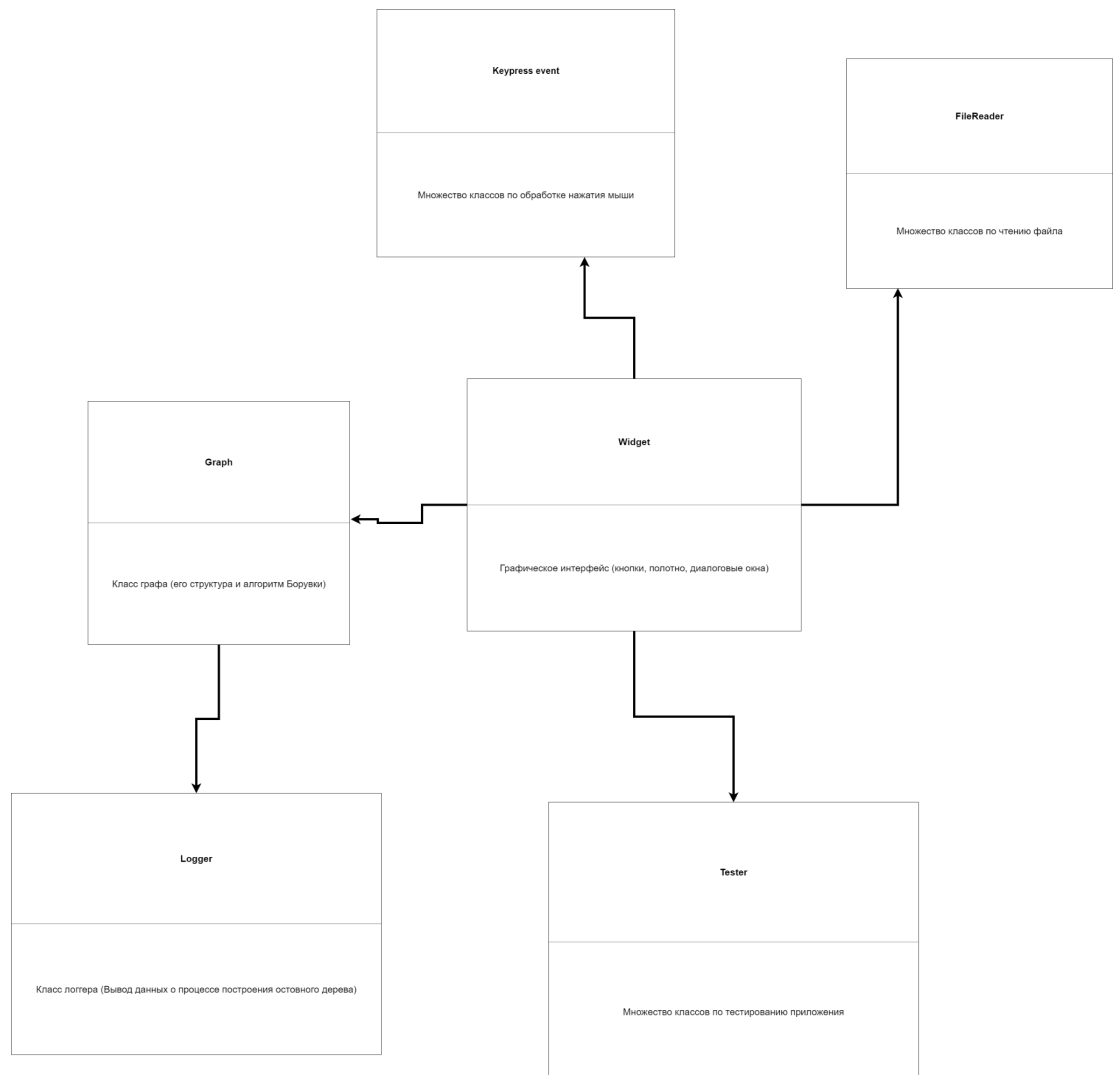 Keypress event
Множество классов по обработке нажатия мыши
FileReader
Множество классов по чтению файла
Widget
Графическое интерфейс (кнопки, полотно, диалоговые окна)
Graph
Класс графа (его структура и алгоритм Борувки)
Logger
Класс логгера (Вывод данных о процессе построения остовного дерева)
Tester
Множество классов по тестированию приложения